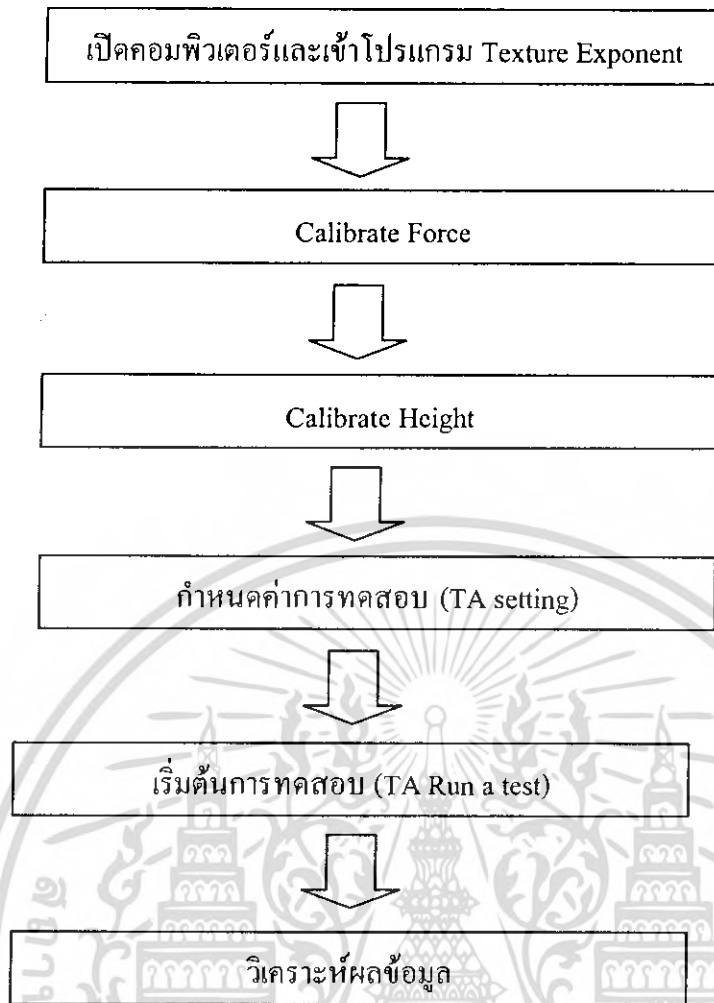 เปิดคอมพิวเตอร์และเข้าโปรแกรม Texture Exponent
Calibrate Force
Calibrate Height
กำหนดค่าการทดสอบ (TA setting)
เริ่มต้นการทดสอบ (TA Run a test)
วิเคราะห์ผลข้อมูล